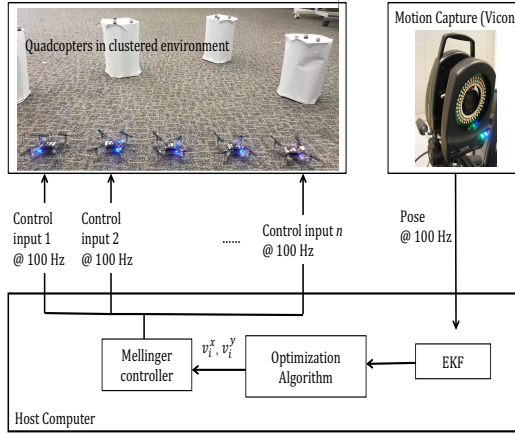 Quadcopters in clustered environment
Motion Capture (Vicon
Control
input 1
@ 100 Hz
Control
input 2
@ 100 Hz
......
Control input n
@ 100 Hz
Pose
@ 100 Hz
v_i^x, v_i^y
Mellinger
controller
Optimization
Algorithm
EKF
Host Computer